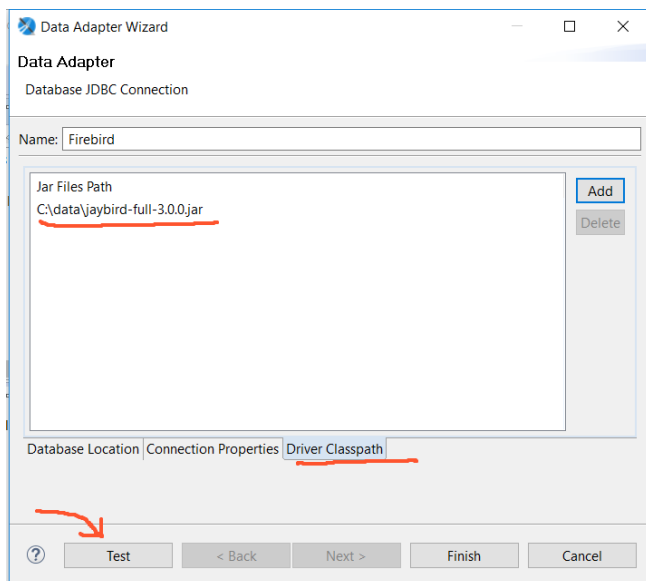 Data Adapter Wizard
Data Adapter
Database JDBC Connection
Name: Firebird
Jar Files Path
C:\data\jaybird-full-3.0.0.jar
Add
Delete
Database Location Connection Properties Driver Classpath
? Test < Back Next > Finish Cancel